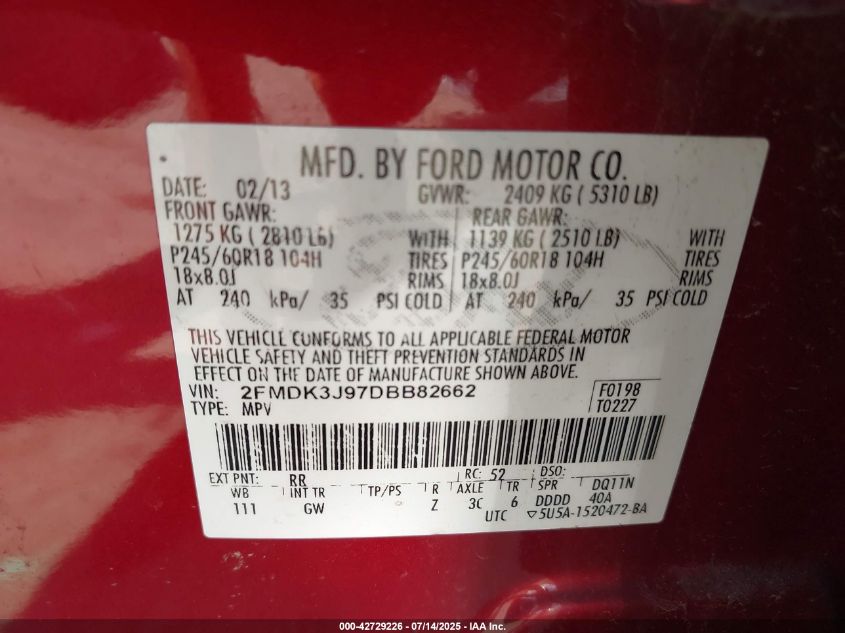 MFD. BY FORD MOTOR CO.
DATE: 02/13 GVWR: 2409 KG ( 5310 LB)
FRONT GAWR: REAR GAWR:
1275 KG ( 2810 LB) WITH 1139 KG ( 2510 LB) WITH
P245/60R18 104H TIRES P245/60R18 104H TIRES
18x8.0J RIMS 18x8.0J RIMS
AT 240 kPa/ 35 PSI COLD AT 240 kPa/ 35 PSI COLD
THIS VEHICLE CONFORMS TO ALL APPLICABLE FEDERAL MOTOR
VEHICLE SAFETY AND THEFT PREVENTION STANDARDS IN
EFFECT ON THE DATE OF MANUFACTURE SHOWN ABOVE.
VIN: 2FMDK3J97DBB82662 F0198
TYPE: MPV T0227
EXT PNT: RR RC: 52 DSO:
WB INT TR TP/PS R AXLE TR SPR DQ11N
111 GW Z 3C 6 DDDD 40A
UTC ▽5U5A-1520472-BA
000-42729226 - 07/14/2025 - IAA Inc.